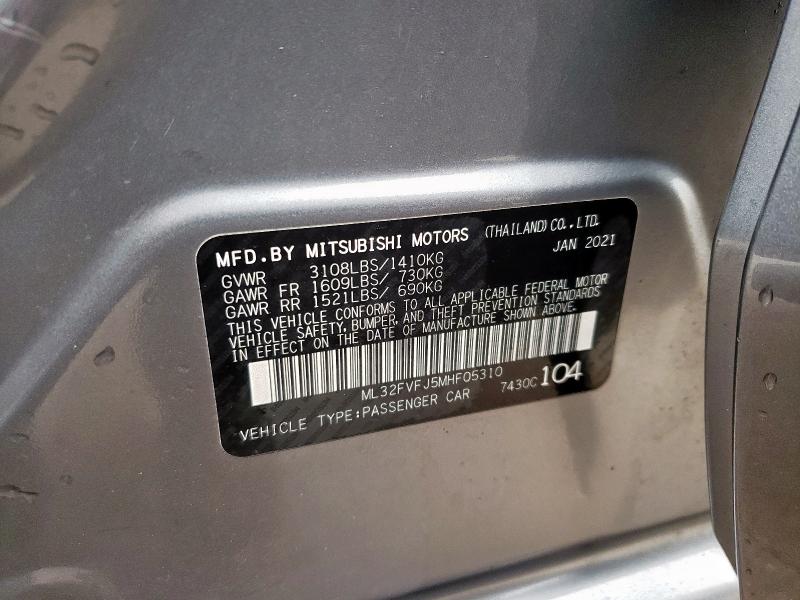 MFD.BY MITSUBISHI MOTORS (THAILAND) CO.,LTD.
JAN 2021
GVWR 3108LBS/1410KG
GAWR FR 1609LBS/ 730KG
GAWR RR 1521LBS/ 690KG
THIS VEHICLE CONFORMS TO ALL APPLICABLE FEDERAL MOTOR
VEHICLE SAFETY, BUMPER, AND THEFT PREVENTION STANDARDS
IN EFFECT ON THE DATE OF MANUFACTURE SHOWN ABOVE.
ML32FVFJ5MHF05310
7430C 104
VEHICLE TYPE:PASSENGER CAR